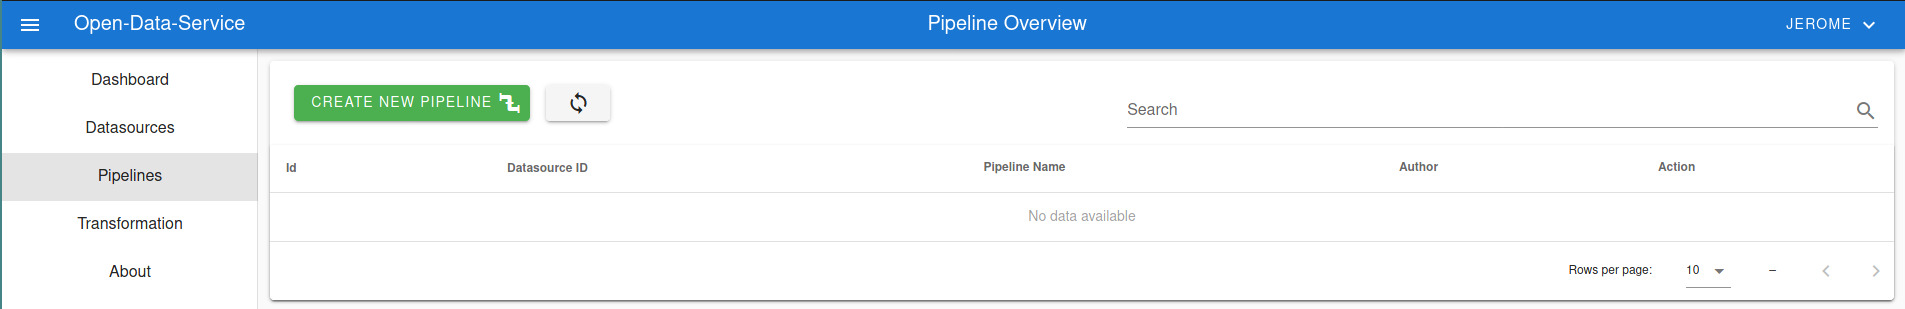 Open-Data-Service
Pipeline Overview
JEROME
Dashboard
Datasources
Pipelines
Transformation
About
CREATE NEW PIPELINE
Search
Id
Datasource ID
Pipeline Name
Author
Action
No data available
Rows per page:
10
–